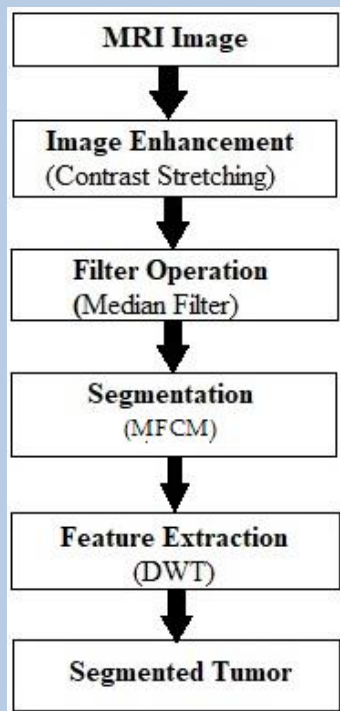 MRI Image
Image Enhancement
(Contrast Stretching)
Filter Operation
(Median Filter)
Segmentation
(MFCM)
Feature Extraction
(DWT)
Segmented Tumor